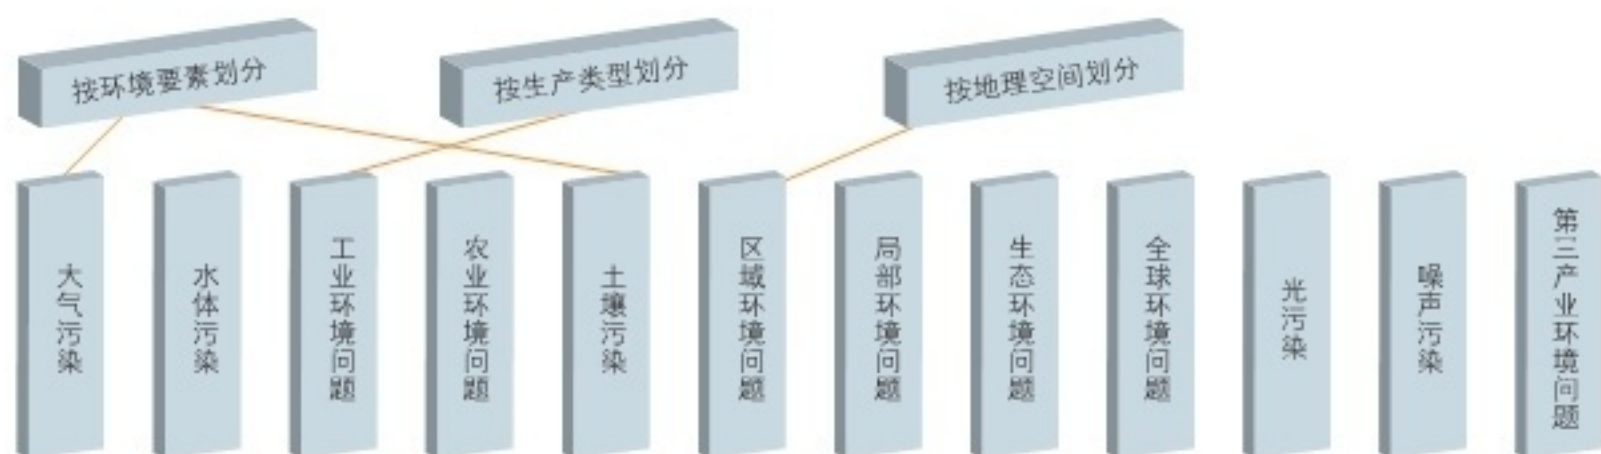 按环境要素划分
按生产类型划分
按地理空间划分
大气污染
水体污染
工业环境问题
农业环境问题
土壤污染
区域环境问题
局部环境问题
生态环境问题
全球环境问题
光污染
噪声污染
第三产业环境问题